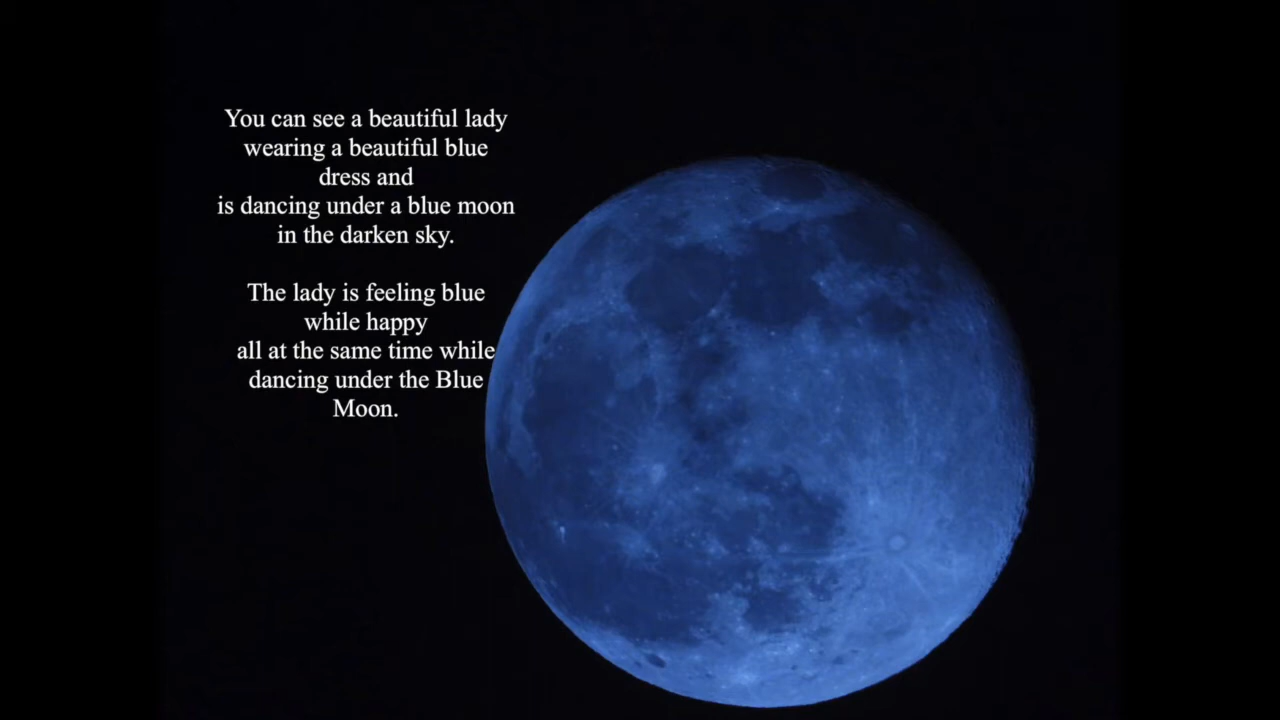 You can see a beautiful lady
wearing a beautiful blue
dress and
is dancing under a blue moon
in the darken sky.
The lady is feeling blue
while happy
all at the same time while
dancing under the Blue
Moon.